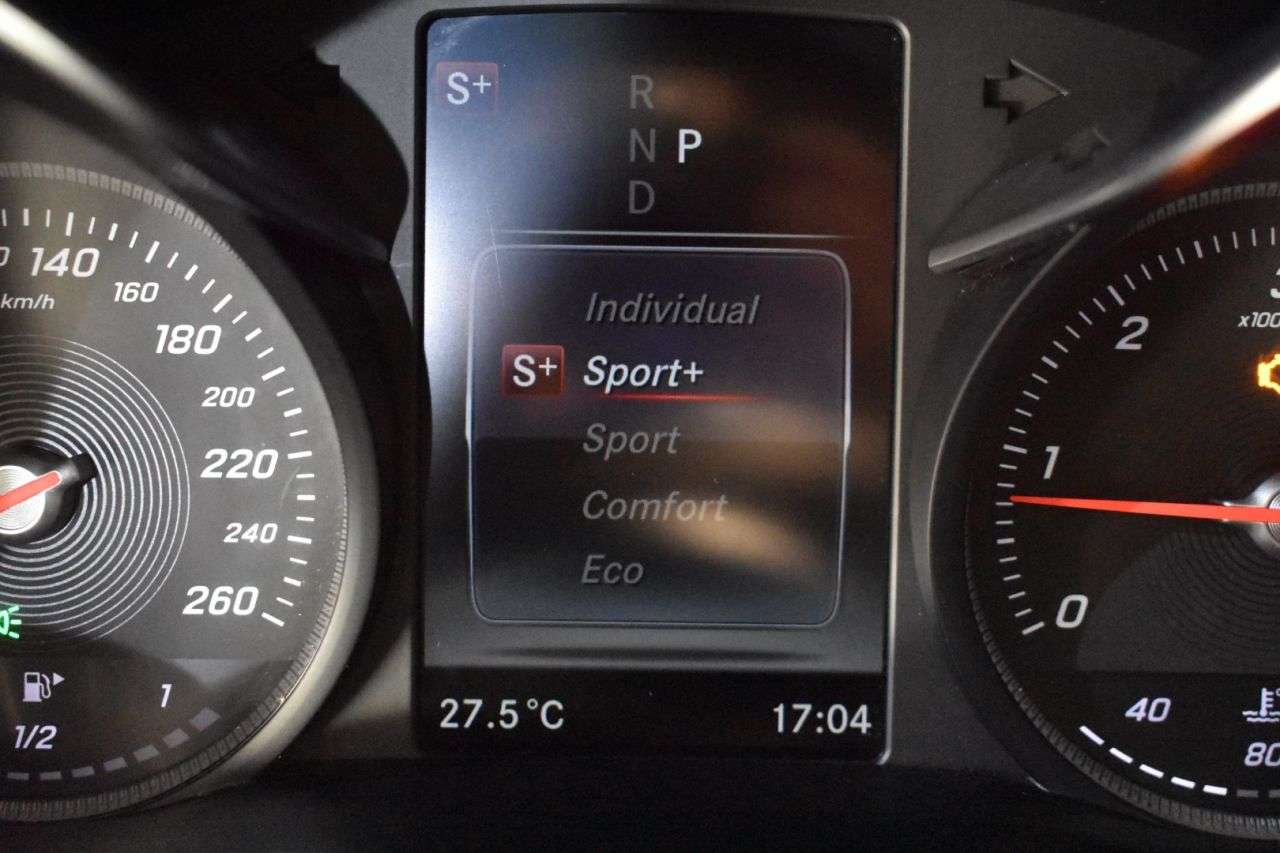 S+
R
N P
D
Individual
S+ Sport+
Sport
Comfort
Eco
27.5 °C
17:04
140
km/h
160
180
200
220
240
260
1
1/2
2
x100
1
0
40
80